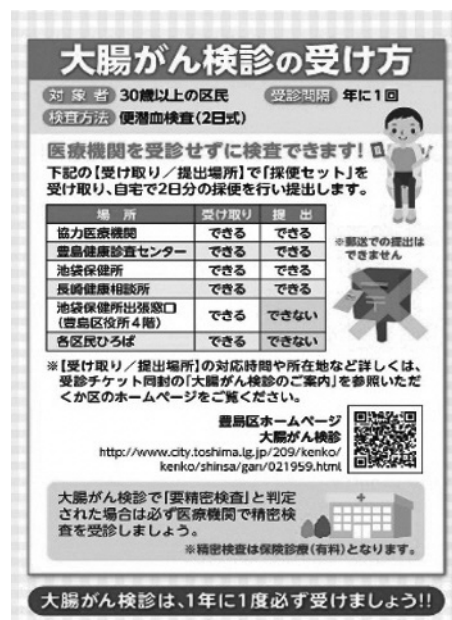 大腸がん検診の受け方
対象者 30歳以上の区民 受診間隔 年に1回
検査方法 便潜血検査(2日式)
医療機関を受診せずに検査できます!
下記の【受け取り/提出場所】で「採便セット」を
受け取り、自宅で2日分の採便を行い提出します。
場 所 受け取り 提 出
協力医療機関 できる できる
豊島健康診査センター できる できる
池袋保健所 できる できる
長崎健康相談所 できる できる
池袋保健所出張窓口
(豊島区役所4階) できる できない
各区民ひろば できる できない
※郵送での提出は
できません
※【受け取り/提出場所】の対応時間や所在地など詳しくは、
受診チケット同封の「大腸がん検診のご案内」を参照いただ
くか区のホームページをご覧ください。
豊島区ホームページ
大腸がん検診
http://www.city.toshima.lg.jp/209/kenko/
kenko/shinsa/gan/021959.html
大腸がん検診で「要精密検査」と判定
された場合は必ず医療機関で精密検
査を受診しましょう。
※精密検査は保険診療(有料)となります。
大腸がん検診は、1年に1度必ず受けましょう!!